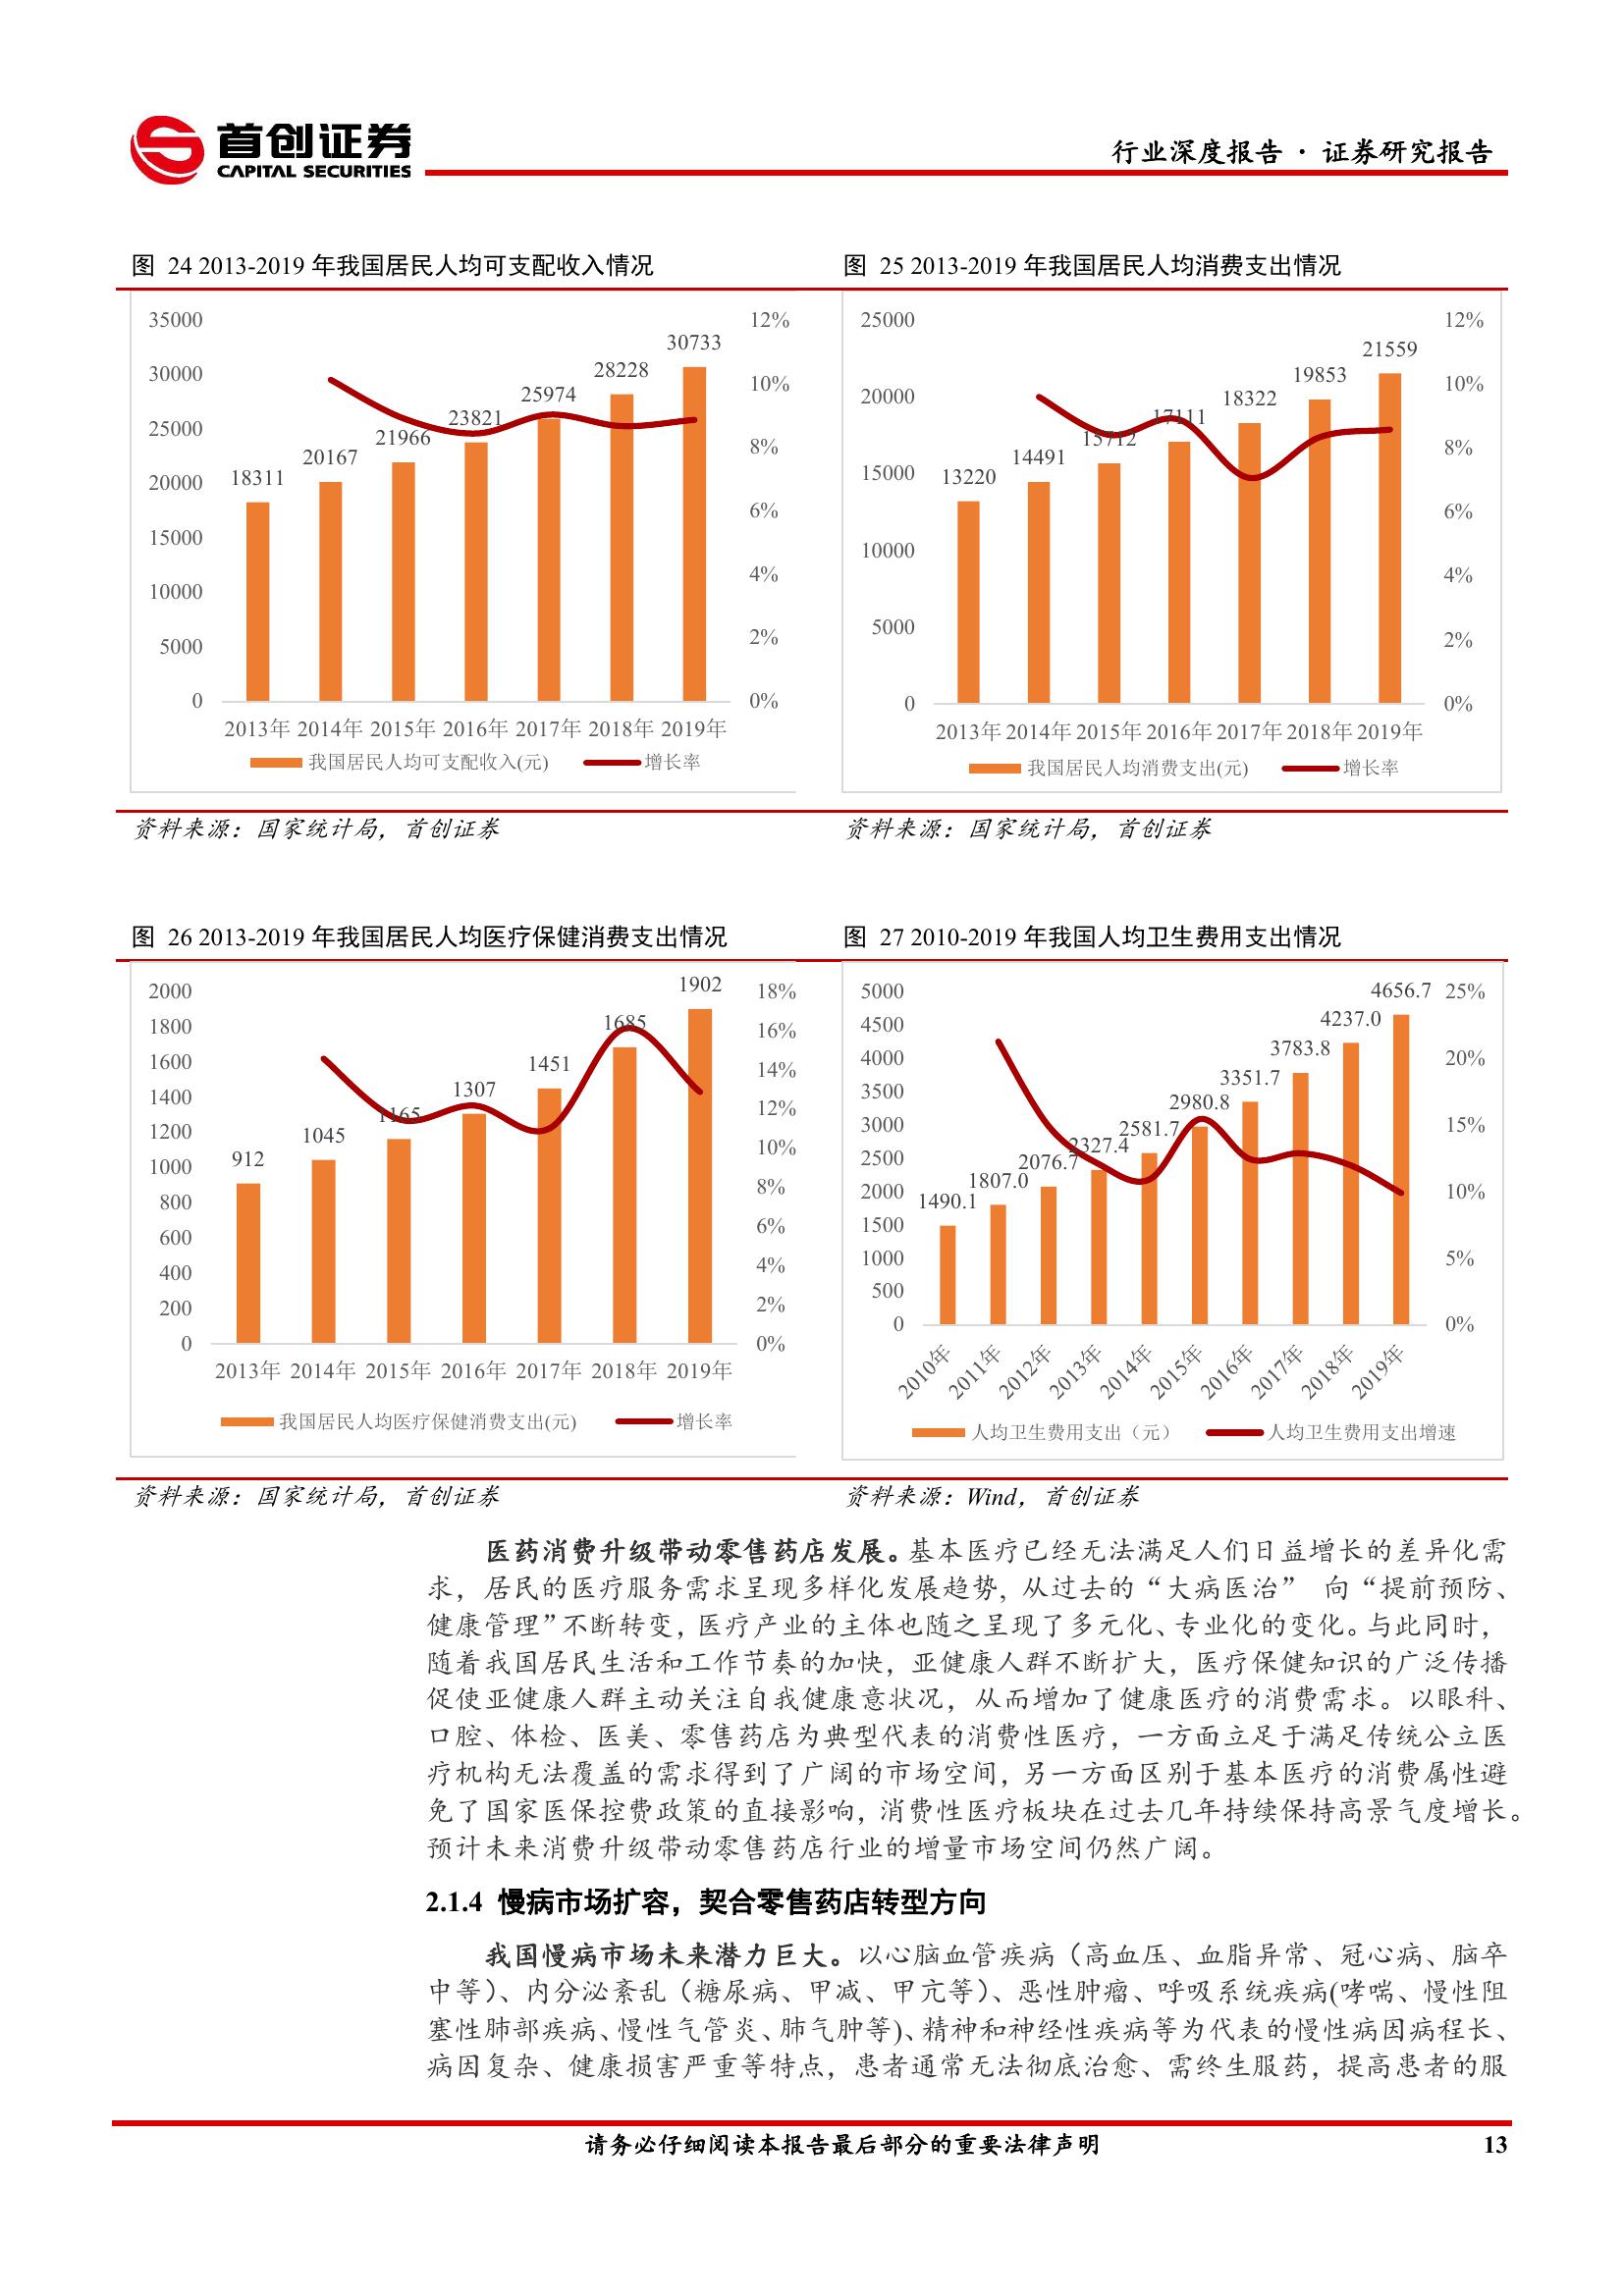 首创证券
CAPITAL SECURITIES
行业深度报告 · 证券研究报告
图 24 2013-2019 年我国居民人均可支配收入情况
35000
30000
25000
20000
15000
10000
5000
0
12%
10%
8%
6%
4%
2%
0%
18311
20167
21966
23821
25974
28228
30733
2013年 2014年 2015年 2016年 2017年 2018年 2019年
我国居民人均可支配收入(元) 增长率
资料来源：国家统计局，首创证券
图 25 2013-2019 年我国居民人均消费支出情况
25000
20000
15000
10000
5000
0
12%
10%
8%
6%
4%
2%
0%
13220
14491
15712
17111
18322
19853
21559
2013年 2014年 2015年 2016年 2017年 2018年 2019年
我国居民人均消费支出(元) 增长率
资料来源：国家统计局，首创证券
图 26 2013-2019 年我国居民人均医疗保健消费支出情况
2000
1800
1600
1400
1200
1000
800
600
400
200
0
18%
16%
14%
12%
10%
8%
6%
4%
2%
0%
912
1045
1165
1307
1451
1685
1902
2013年 2014年 2015年 2016年 2017年 2018年 2019年
我国居民人均医疗保健消费支出(元) 增长率
资料来源：国家统计局，首创证券
图 27 2010-2019 年我国人均卫生费用支出情况
5000
4500
4000
3500
3000
2500
2000
1500
1000
500
0
25%
20%
15%
10%
5%
0%
1490.1
1807.0
2076.7
2327.4
2581.7
2980.8
3351.7
3783.8
4237.0
4656.7
2010年 2011年 2012年 2013年 2014年 2015年 2016年 2017年 2018年 2019年
人均卫生费用支出（元） 人均卫生费用支出增速
资料来源：Wind，首创证券
医药消费升级带动零售药店发展。基本医疗已经无法满足人们日益增长的差异化需
求，居民的医疗服务需求呈现多样化发展趋势，从过去的“大病医治” 向“提前预防、
健康管理”不断转变，医疗产业的主体也随之呈现了多元化、专业化的变化。与此同时，
随着我国居民生活和工作节奏的加快，亚健康人群不断扩大，医疗保健知识的广泛传播
促使亚健康人群主动关注自我健康意状况，从而增加了健康医疗的消费需求。以眼科、
口腔、体检、医美、零售药店为典型代表的消费性医疗，一方面立足于满足传统公立医
疗机构无法覆盖的需求得到了广阔的市场空间，另一方面区别于基本医疗的消费属性避
免了国家医保控费政策的直接影响，消费性医疗板块在过去几年持续保持高景气度增长。
预计未来消费升级带动零售药店行业的增量市场空间仍然广阔。
2.1.4 慢病市场扩容，契合零售药店转型方向
我国慢病市场未来潜力巨大。以心脑血管疾病（高血压、血脂异常、冠心病、脑卒
中等）、内分泌紊乱（糖尿病、甲减、甲亢等）、恶性肿瘤、呼吸系统疾病(哮喘、慢性阻
塞性肺部疾病、慢性气管炎、肺气肿等)、精神和神经性疾病等为代表的慢性病因病程长、
病因复杂、健康损害严重等特点，患者通常无法彻底治愈、需终生服药，提高患者的服
请务必仔细阅读本报告最后部分的重要法律声明
13